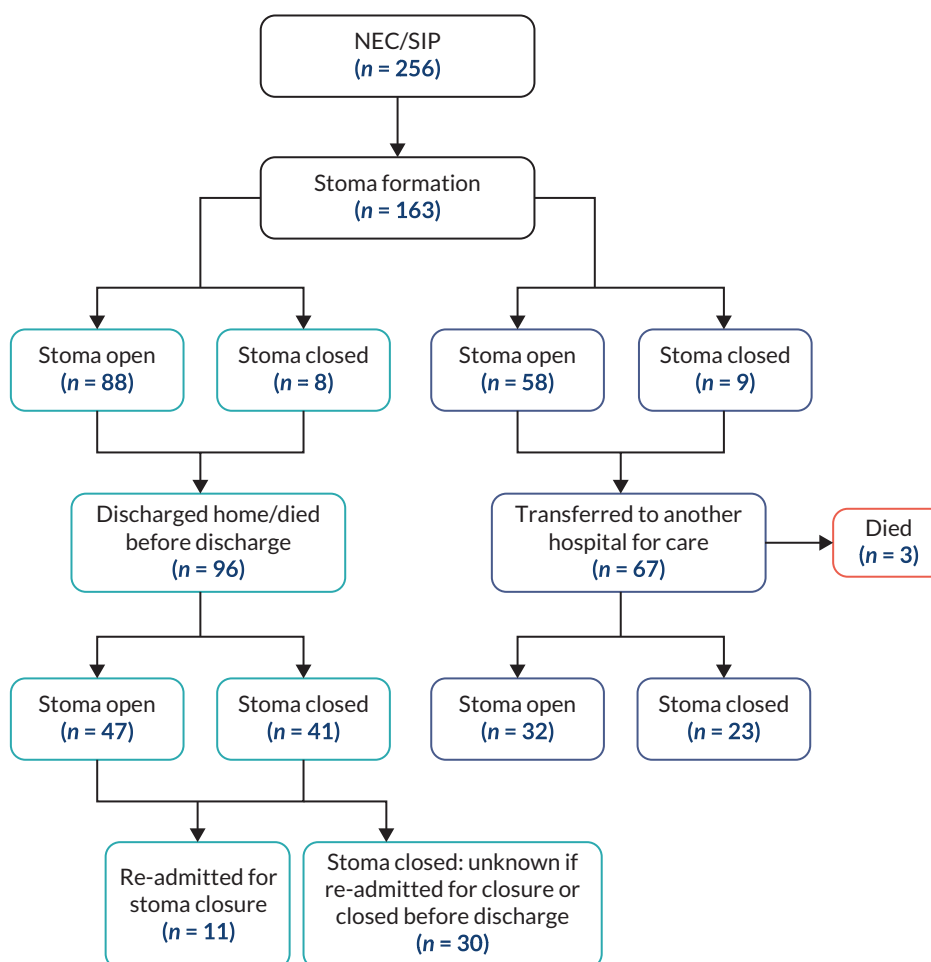 NEC/SIP
(n = 256)
Stoma formation
(n = 163)
Stoma open
(n = 88)
Stoma closed
(n = 8)
Stoma open
(n = 58)
Stoma closed
(n = 9)
Discharged home/died
before discharge
(n = 96)
Transferred to another
hospital for care
(n = 67)
Died
(n = 3)
Stoma open
(n = 47)
Stoma closed
(n = 41)
Stoma open
(n = 32)
Stoma closed
(n = 23)
Re-admitted for
stoma closure
(n = 11)
Stoma closed: unknown if
re-admitted for closure or
closed before discharge
(n = 30)